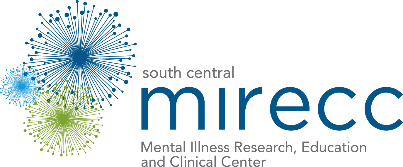 south central
mirecc
Mental Illness Research, Education
and Clinical Center